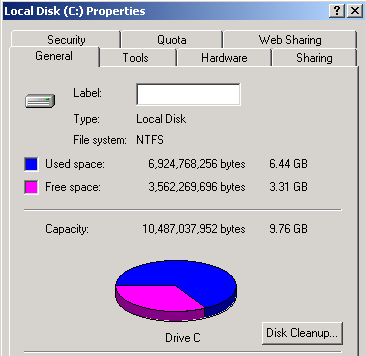 Local Disk (C:) Properties
Security Quota Web Sharing
General Tools Hardware Sharing
Label:
Type: Local Disk
File system: NTFS
Used space: 6,924,768,256 bytes 6.44 GB
Free space: 3,562,269,696 bytes 3.31 GB
Capacity: 10,487,037,952 bytes 9.76 GB
Drive C
Disk Cleanup...